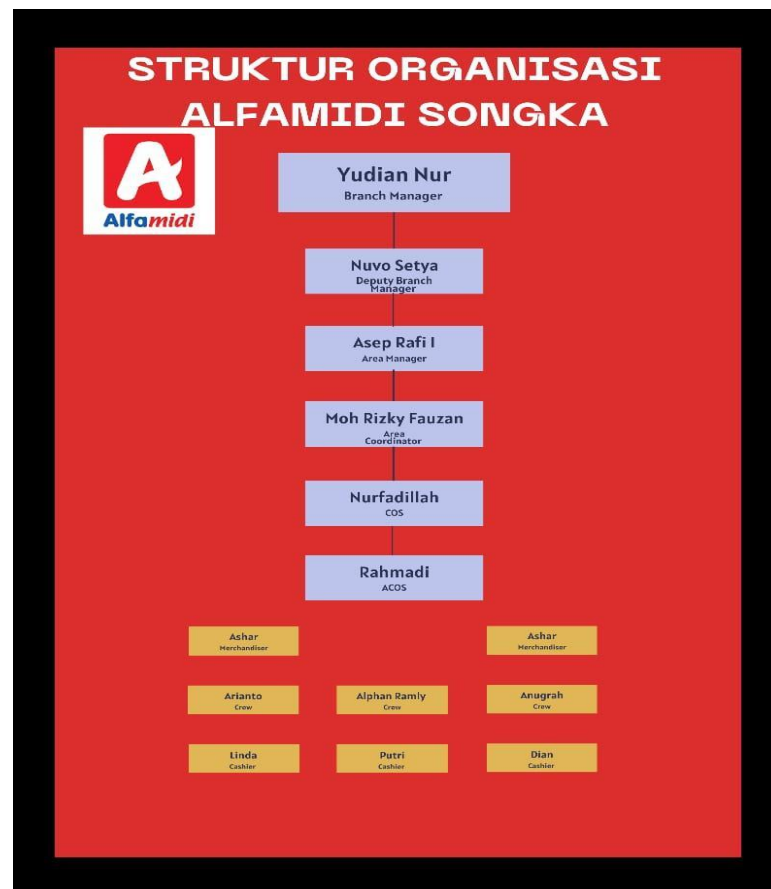 STRUKTUR ORGANISASI
ALFAMIDI SONGKA
Alfamidi
Yudian Nur
Branch Manager
Nuvo Setya
Deputy Branch
Manager
Asep Rafi I
Area Manager
Moh Rizky Fauzan
Area
Coordinator
Nurfadillah
COS
Rahmadi
ACOS
Ashar
Merchandiser
Ashar
Merchandiser
Arianto
Crew
Alphan Ramly
Crew
Anugrah
Crew
Linda
Cashier
Putri
Cashier
Dian
Cashier